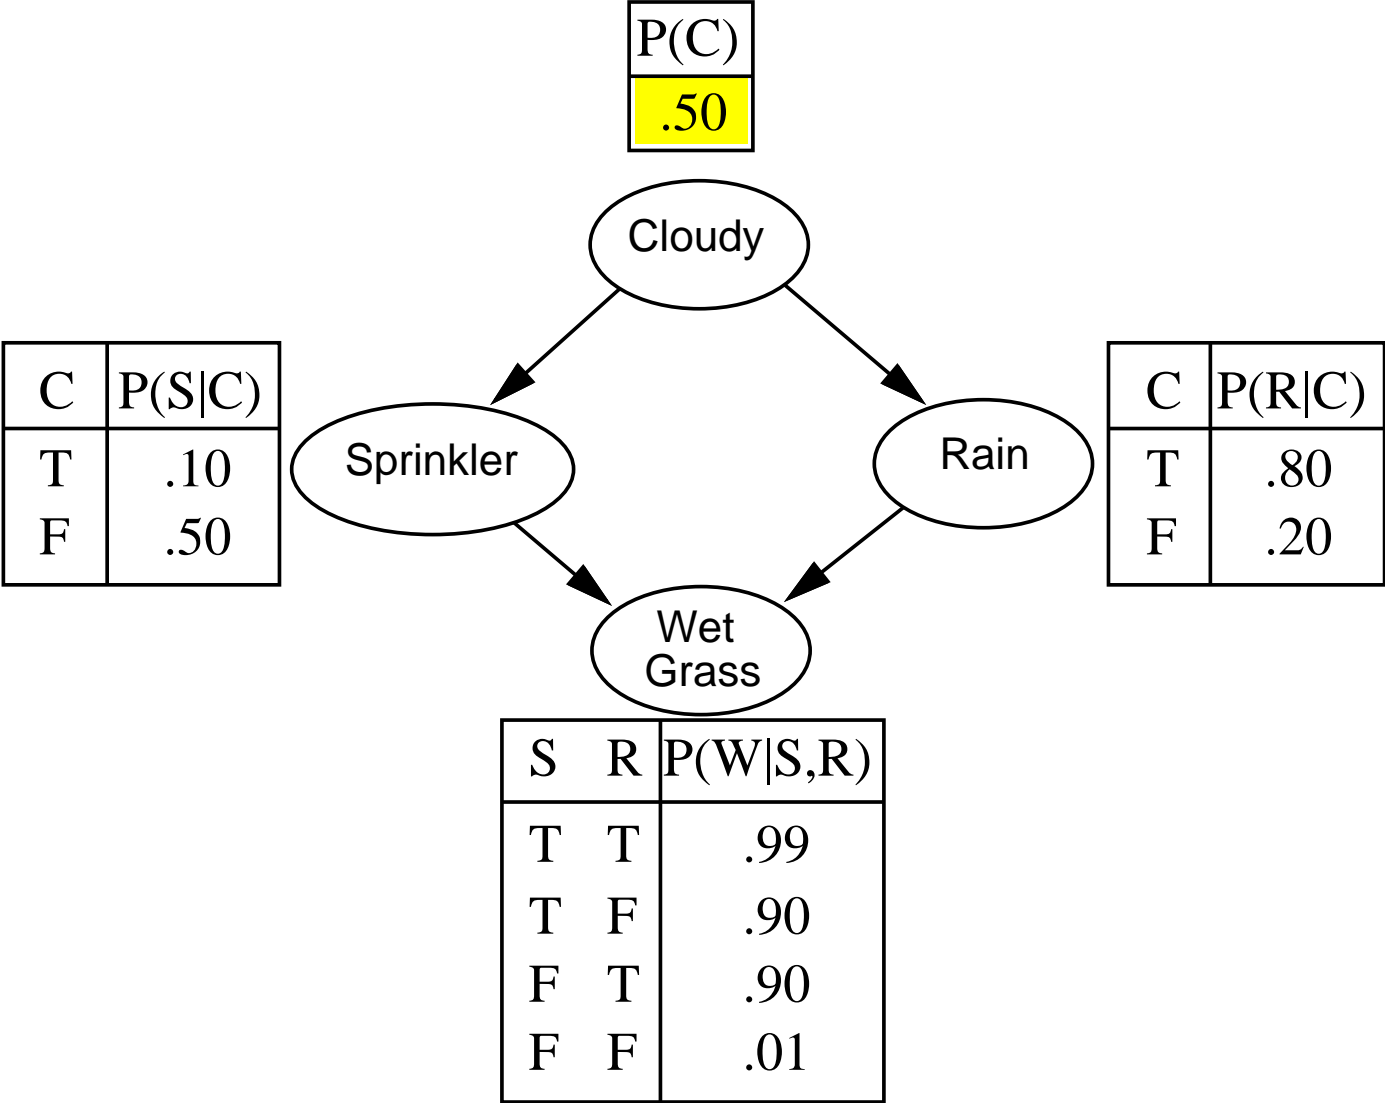 P(C)
.50
Cloudy
C P(S|C)
T .10
F .50
Sprinkler
Rain
C P(R|C)
T .80
F .20
Wet
Grass
S R P(W|S,R)
T T .99
T F .90
F T .90
F F .01